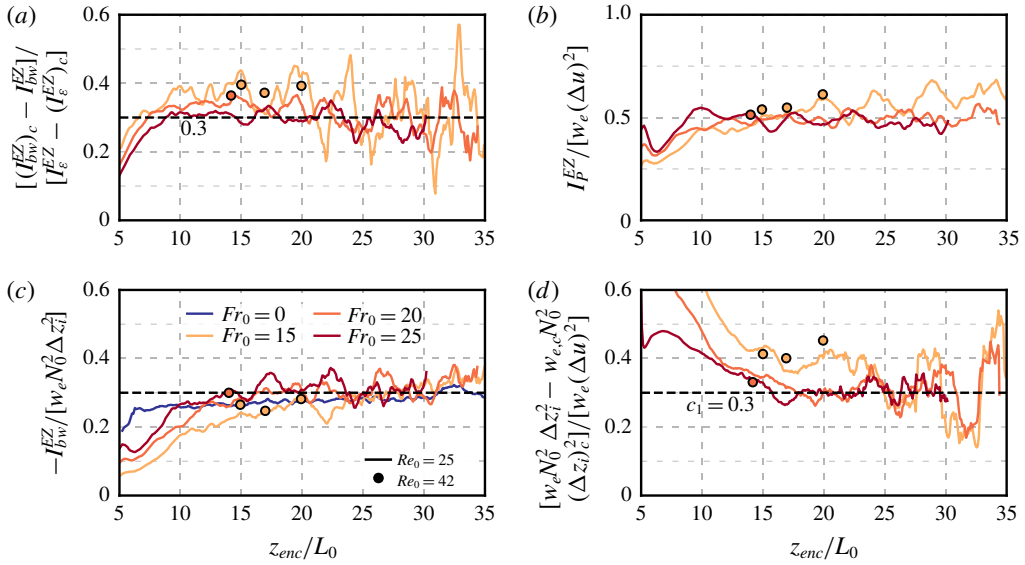 (a)
0.6
0.4
0.2
0
[(I_{bw}^{EZ})_c − I_{bw}^{EZ}]/
[I_ε^{EZ} − (I_ε^{EZ})_c]
0.3
5 10 15 20 25 30 35
(b)
1.0
0.5
0
I_P^{EZ}/[w_e(Δu)^2]
5 10 15 20 25 30 35
(c)
0.6
0.4
0.2
0
−I_{bw}^{EZ}/[w_e N_0^2 Δz_i^2]
Fr_0 = 0 Fr_0 = 20
Fr_0 = 15 Fr_0 = 25
Re_0 = 25
Re_0 = 42
5 10 15 20 25 30 35
z_{enc}/L_0
(d)
0.6
0.4
0.2
0
[w_e N_0^2 Δz_i^2 − w_{e,c} N_0^2
(Δz_i)_c^2]/[w_e(Δu)^2]
c_1 = 0.3
5 10 15 20 25 30 35
z_{enc}/L_0